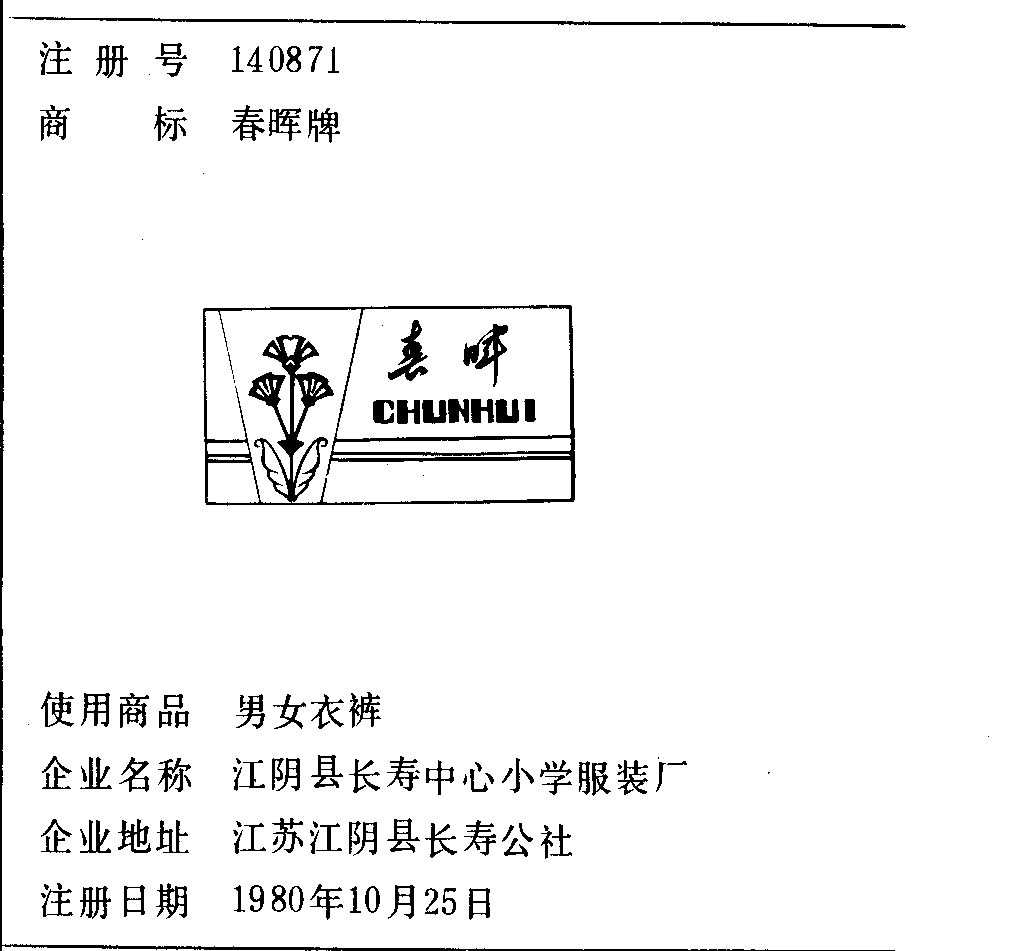 注册号 140871
商标 春晖牌
春晖
CHUNHUI
使用商品 男女衣裤
企业名称 江阴县长寿中心小学服装厂
企业地址 江苏江阴县长寿公社
注册日期 1980年10月25日